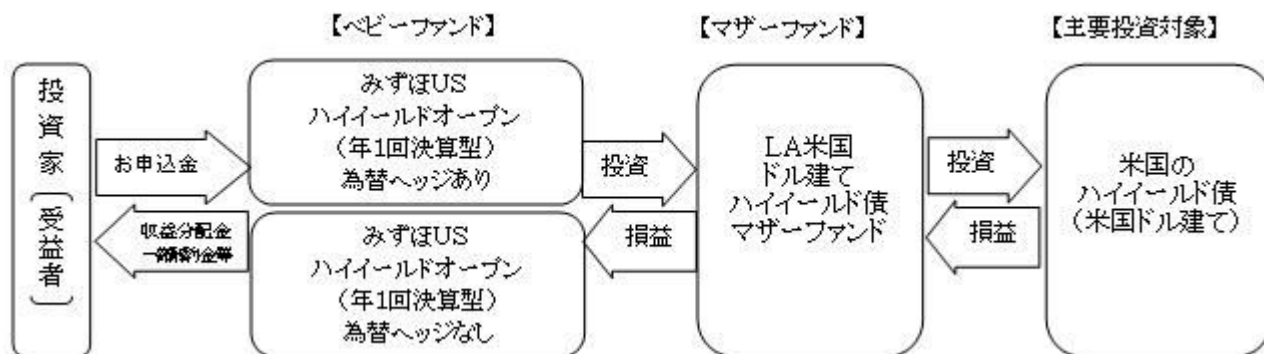 【ベビーファンド】
【マザーファンド】
【主要投資対象】
投資家
(受益者)
お申込金
収益分配金
一部解約金等
みずほUS
ハイイールドオープン
(年1回決算型)
為替ヘッジあり
みずほUS
ハイイールドオープン
(年1回決算型)
為替ヘッジなし
投資
損益
LA米国
ドル建て
ハイイールド債
マザーファンド
投資
損益
米国の
ハイイールド債
(米国ドル建て)